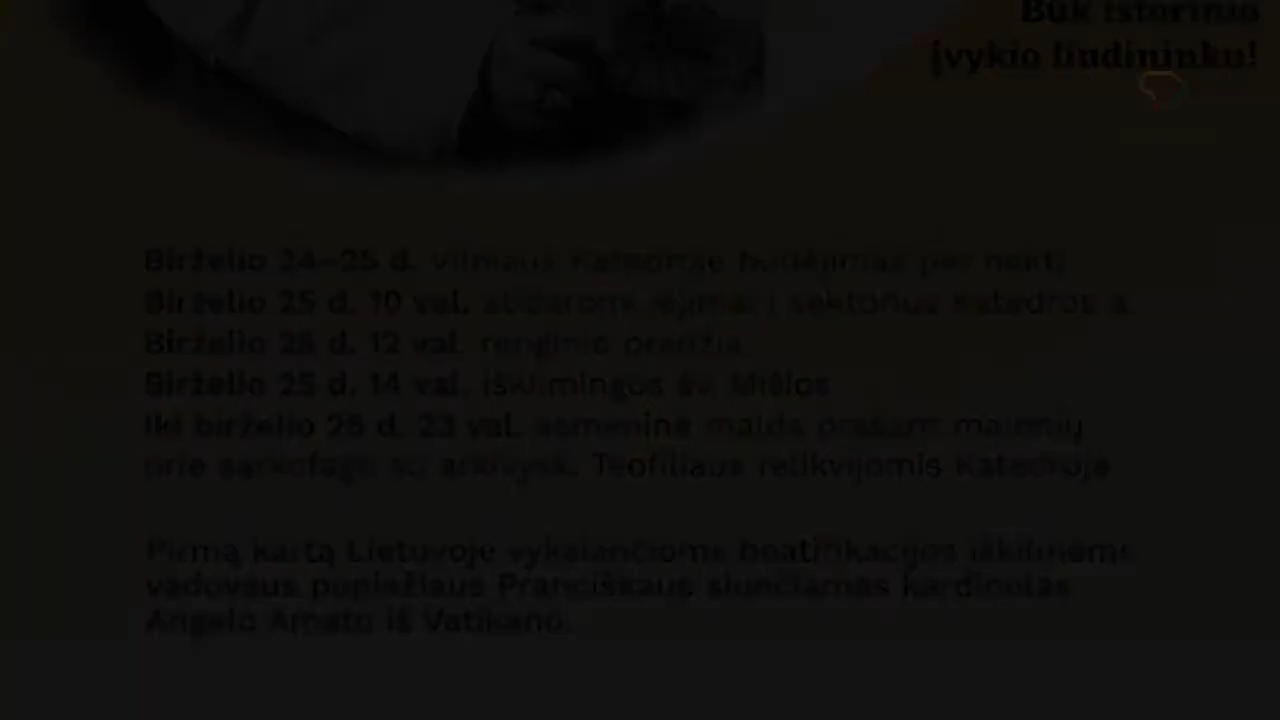 Būk istorinio
įvykio liudininku!
Birželio 24–25 d. Vilniaus Katedroje budėjimas per naktį
Birželio 25 d. 10 val. atidaromi įėjimai į sektorius Katedros a.
Birželio 25 d. 12 val. renginio pradžia
Birželio 25 d. 14 val. iškilmingos šv. Mišios
Iki birželio 25 d. 23 val. asmeninė malda prašant malonių
prie sarkofago su arkivysk. Teofiliaus relikvijomis Katedroje
Pirmą kartą Lietuvoje vyksiančioms beatifikacijos iškilmėms
vadovaus popiežiaus Pranciškaus siunčiamas kardinolas
Angelo Amato iš Vatikano.